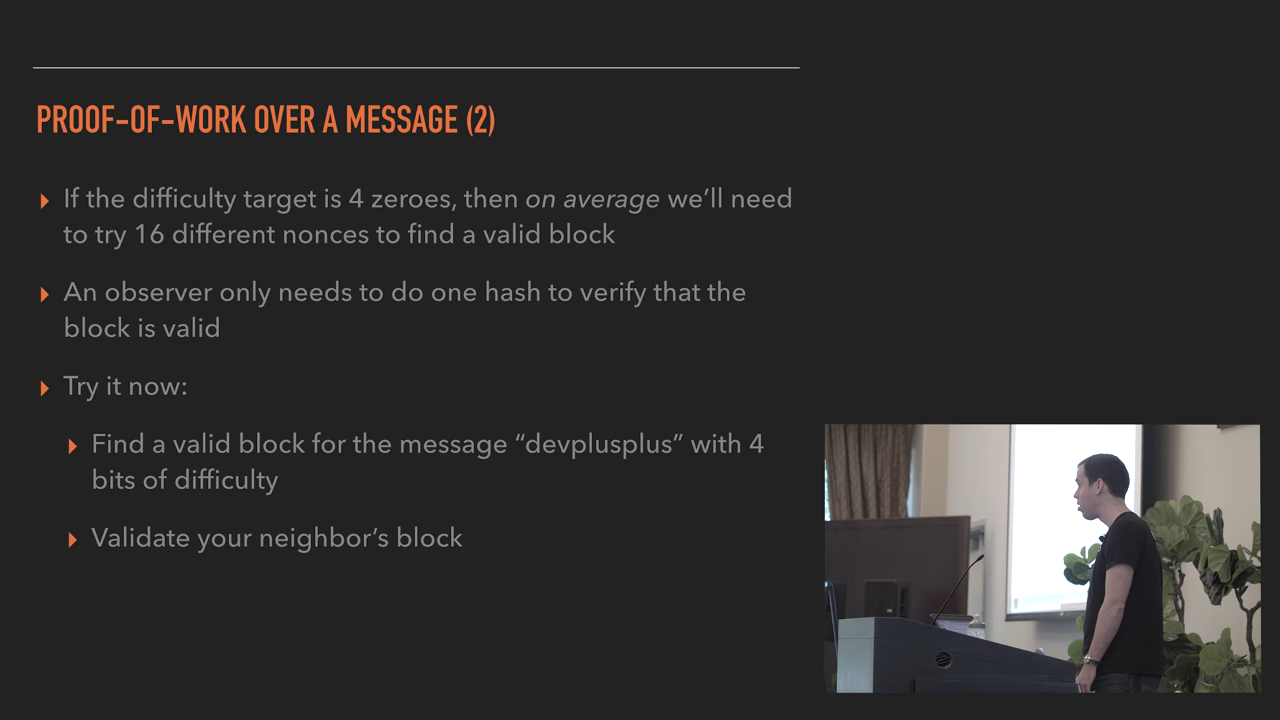 PROOF-OF-WORK OVER A MESSAGE (2)
If the difficulty target is 4 zeroes, then on average we’ll need
to try 16 different nonces to find a valid block
An observer only needs to do one hash to verify that the
block is valid
Try it now:
Find a valid block for the message “devplusplus” with 4
bits of difficulty
Validate your neighbor’s block